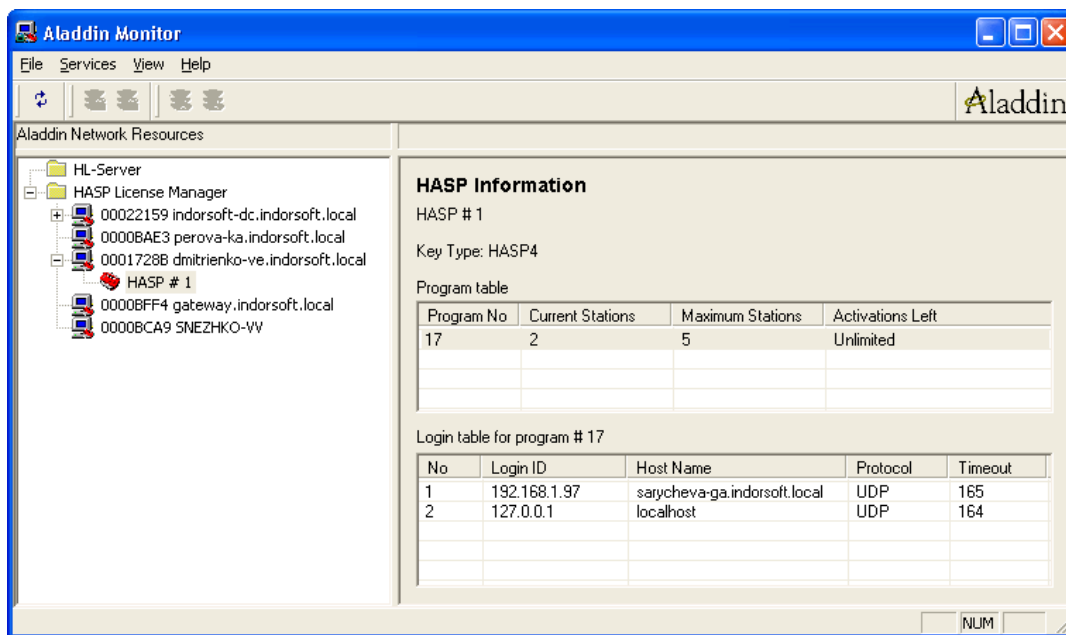 Aladdin Monitor
File Services View Help
Aladdin
Aladdin Network Resources
HL-Server
HASP License Manager
00022159 indorsoft-dc.indorsoft.local
0000BAE3 perova-ka.indorsoft.local
0001728B dmitrienko-ve.indorsoft.local
HASP # 1
0000BFF4 gateway.indorsoft.local
0000BCA9 SNEZHKO-VV
HASP Information
HASP # 1
Key Type: HASP4
Program table
Program No Current Stations Maximum Stations Activations Left
17 2 5 Unlimited
Login table for program # 17
No Login ID Host Name Protocol Timeout
1 192.168.1.97 sarycheva-ga.indorsoft.local UDP 165
2 127.0.0.1 localhost UDP 164
NUM